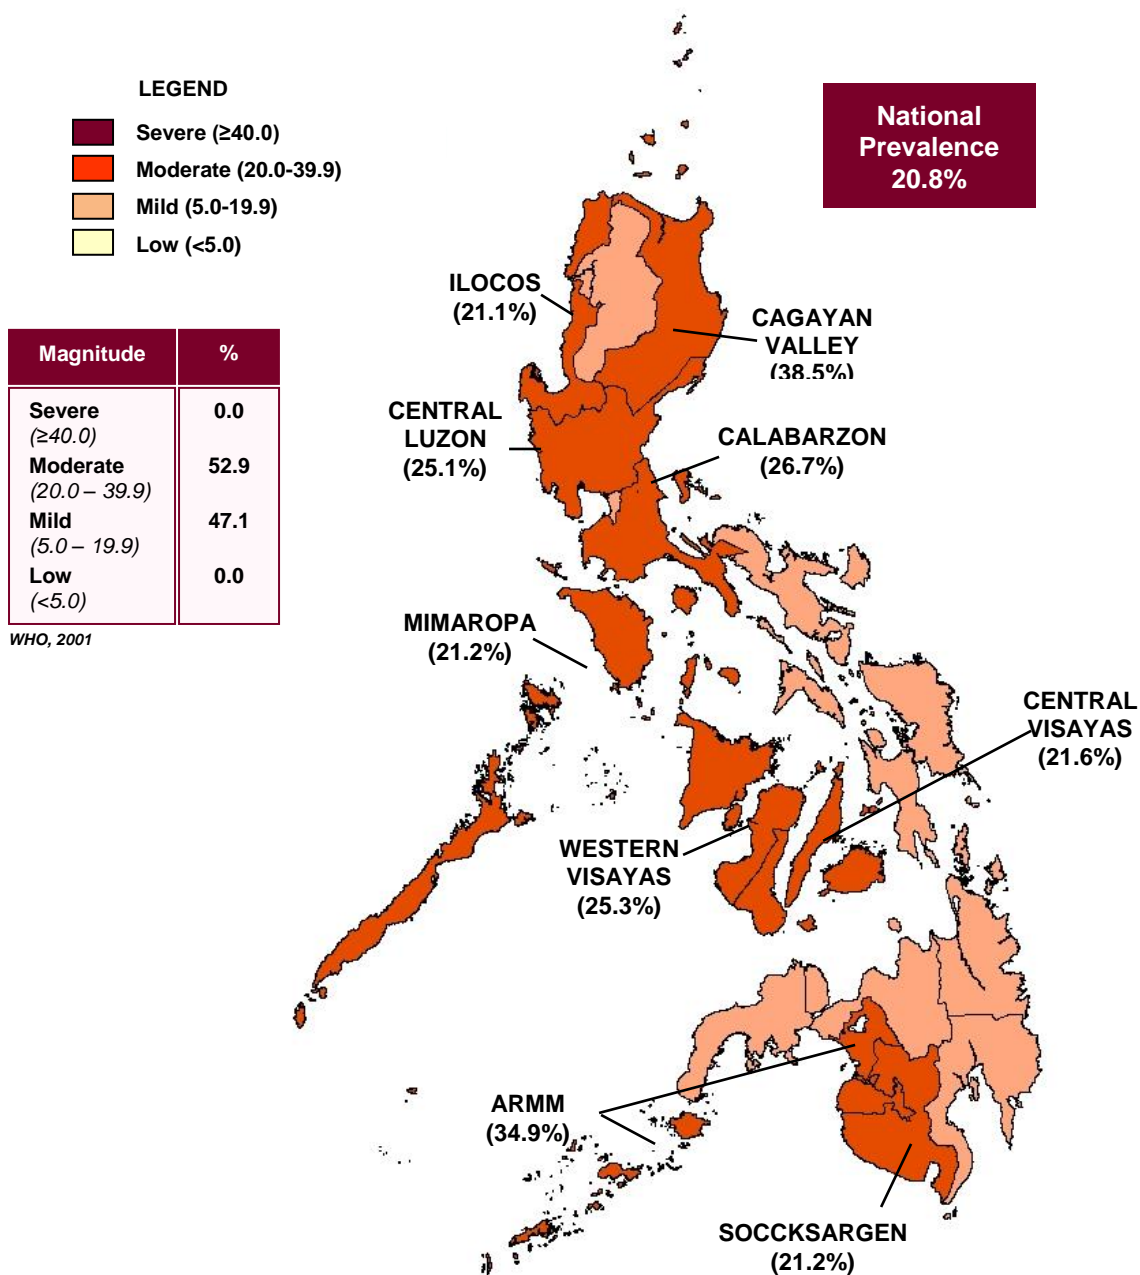 LEGEND
Severe (≥40.0)
Moderate (20.0-39.9)
Mild (5.0-19.9)
Low (<5.0)
National
Prevalence
20.8%
Magnitude %
Severe 0.0
(≥40.0)
Moderate 52.9
(20.0 – 39.9)
Mild 47.1
(5.0 – 19.9)
Low 0.0
(<5.0)
WHO, 2001
ILOCOS
(21.1%)
CAGAYAN
VALLEY
(38.5%)
CENTRAL
LUZON
(25.1%)
CALABARZON
(26.7%)
MIMAROPA
(21.2%)
CENTRAL
VISAYAS
(21.6%)
WESTERN
VISAYAS
(25.3%)
ARMM
(34.9%)
SOCCKSARGEN
(21.2%)